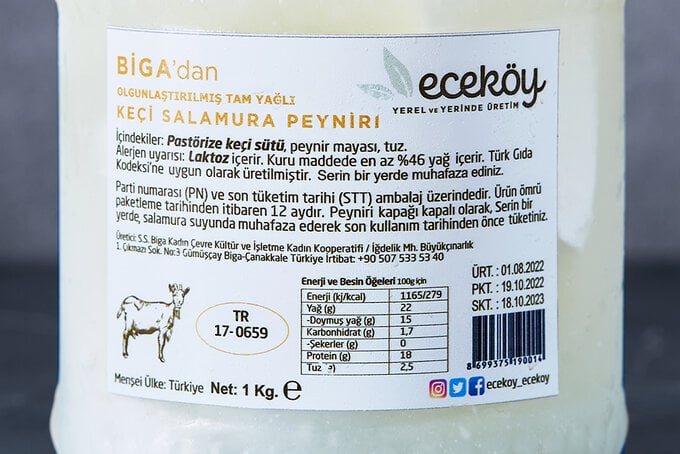 BİGA'dan
OLGUNLAŞTIRILMIŞ TAM YAĞLI
KEÇİ SALAMURA PEYNİRİ
eceköy
YEREL VE YERİNDE ÜRETİM
İçindekiler: Pastörize keçi sütü, peynir mayası, tuz.
Alerjen uyarısı: Laktoz içerir. Kuru maddede en az %46 yağ içerir. Türk Gıda
Kodeksi'ne uygun olarak üretilmiştir. Serin bir yerde muhafaza ediniz.
Parti numarası (PN) ve son tüketim tarihi (STT) ambalaj üzerindedir. Ürün ömrü
paketleme tarihinden itibaren 12 aydır. Peyniri kapağı kapalı olarak, Serin bir
yerde, salamura suyunda muhafaza ederek son kullanım tarihinden önce tüketiniz.
Üretici: S.S. Biga Kadın Çevre Kültür ve İşletme Kadın Kooperatifi / İğdelik Mh. Büyükçınarlık
1. Çıkmazı Sok. No:3 Gümüşçay Biga-Çanakkale Türkiye İrtibat: +90 507 533 53 40
TR
17-0659
Menşei Ülke: Türkiye Net: 1 Kg. ℮
Enerji ve Besin Öğeleri 100g için
Enerji (kj/kcal) 1165/279
Yağ (g) 22
-Doymuş yağ (g) 15
Karbonhidrat (g) 1,7
-Şekerler (g) 0
Protein (g) 18
Tuz (g) 2,5
ÜRT. : 01.08.2022
PKT. : 19.10.2022
SKT. : 18.10.2023
8 699375 190014
ecekoy_ecekoy